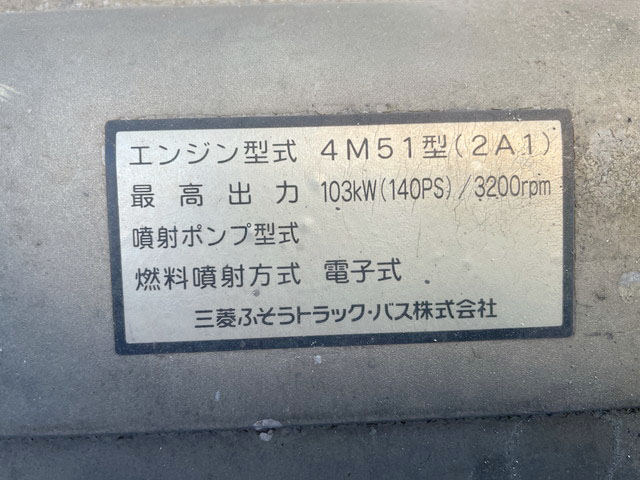 エンジン型式 4M51型(2A1)
最高出力 103kW(140PS)/3200rpm
噴射ポンプ型式
燃料噴射方式 電子式
三菱ふそうトラック・バス株式会社